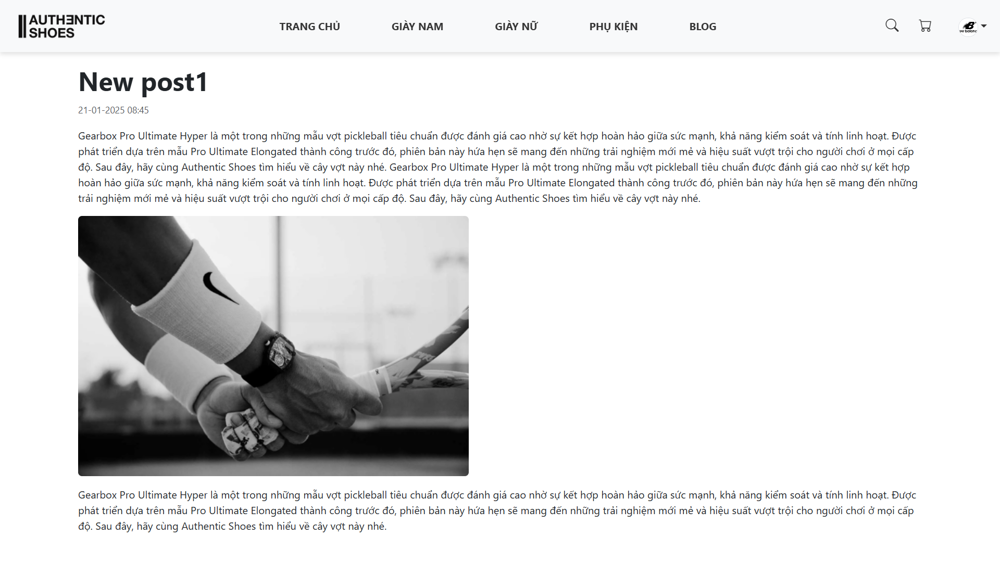 AUTHENTIC
SHOES
TRANG CHỦ
GIÀY NAM
GIÀY NỮ
PHỤ KIỆN
BLOG
New post1
21-01-2025 08:45
Gearbox Pro Ultimate Hyper là một trong những mẫu vợt pickleball tiêu chuẩn được đánh giá cao nhờ sự kết hợp hoàn hảo giữa sức mạnh, khả năng kiểm soát và tính linh hoạt. Được
phát triển dựa trên mẫu Pro Ultimate Elongated thành công trước đó, phiên bản này hứa hẹn sẽ mang đến những trải nghiệm mới mẻ và hiệu suất vượt trội cho người chơi ở mọi cấp
độ. Sau đây, hãy cùng Authentic Shoes tìm hiểu về cây vợt này nhé. Gearbox Pro Ultimate Hyper là một trong những mẫu vợt pickleball tiêu chuẩn được đánh giá cao nhờ sự kết hợp
hoàn hảo giữa sức mạnh, khả năng kiểm soát và tính linh hoạt. Được phát triển dựa trên mẫu Pro Ultimate Elongated thành công trước đó, phiên bản này hứa hẹn sẽ mang đến những
trải nghiệm mới mẻ và hiệu suất vượt trội cho người chơi ở mọi cấp độ. Sau đây, hãy cùng Authentic Shoes tìm hiểu về cây vợt này nhé.
PURE
Gearbox Pro Ultimate Hyper là một trong những mẫu vợt pickleball tiêu chuẩn được đánh giá cao nhờ sự kết hợp hoàn hảo giữa sức mạnh, khả năng kiểm soát và tính linh hoạt. Được
phát triển dựa trên mẫu Pro Ultimate Elongated thành công trước đó, phiên bản này hứa hẹn sẽ mang đến những trải nghiệm mới mẻ và hiệu suất vượt trội cho người chơi ở mọi cấp
độ. Sau đây, hãy cùng Authentic Shoes tìm hiểu về cây vợt này nhé.